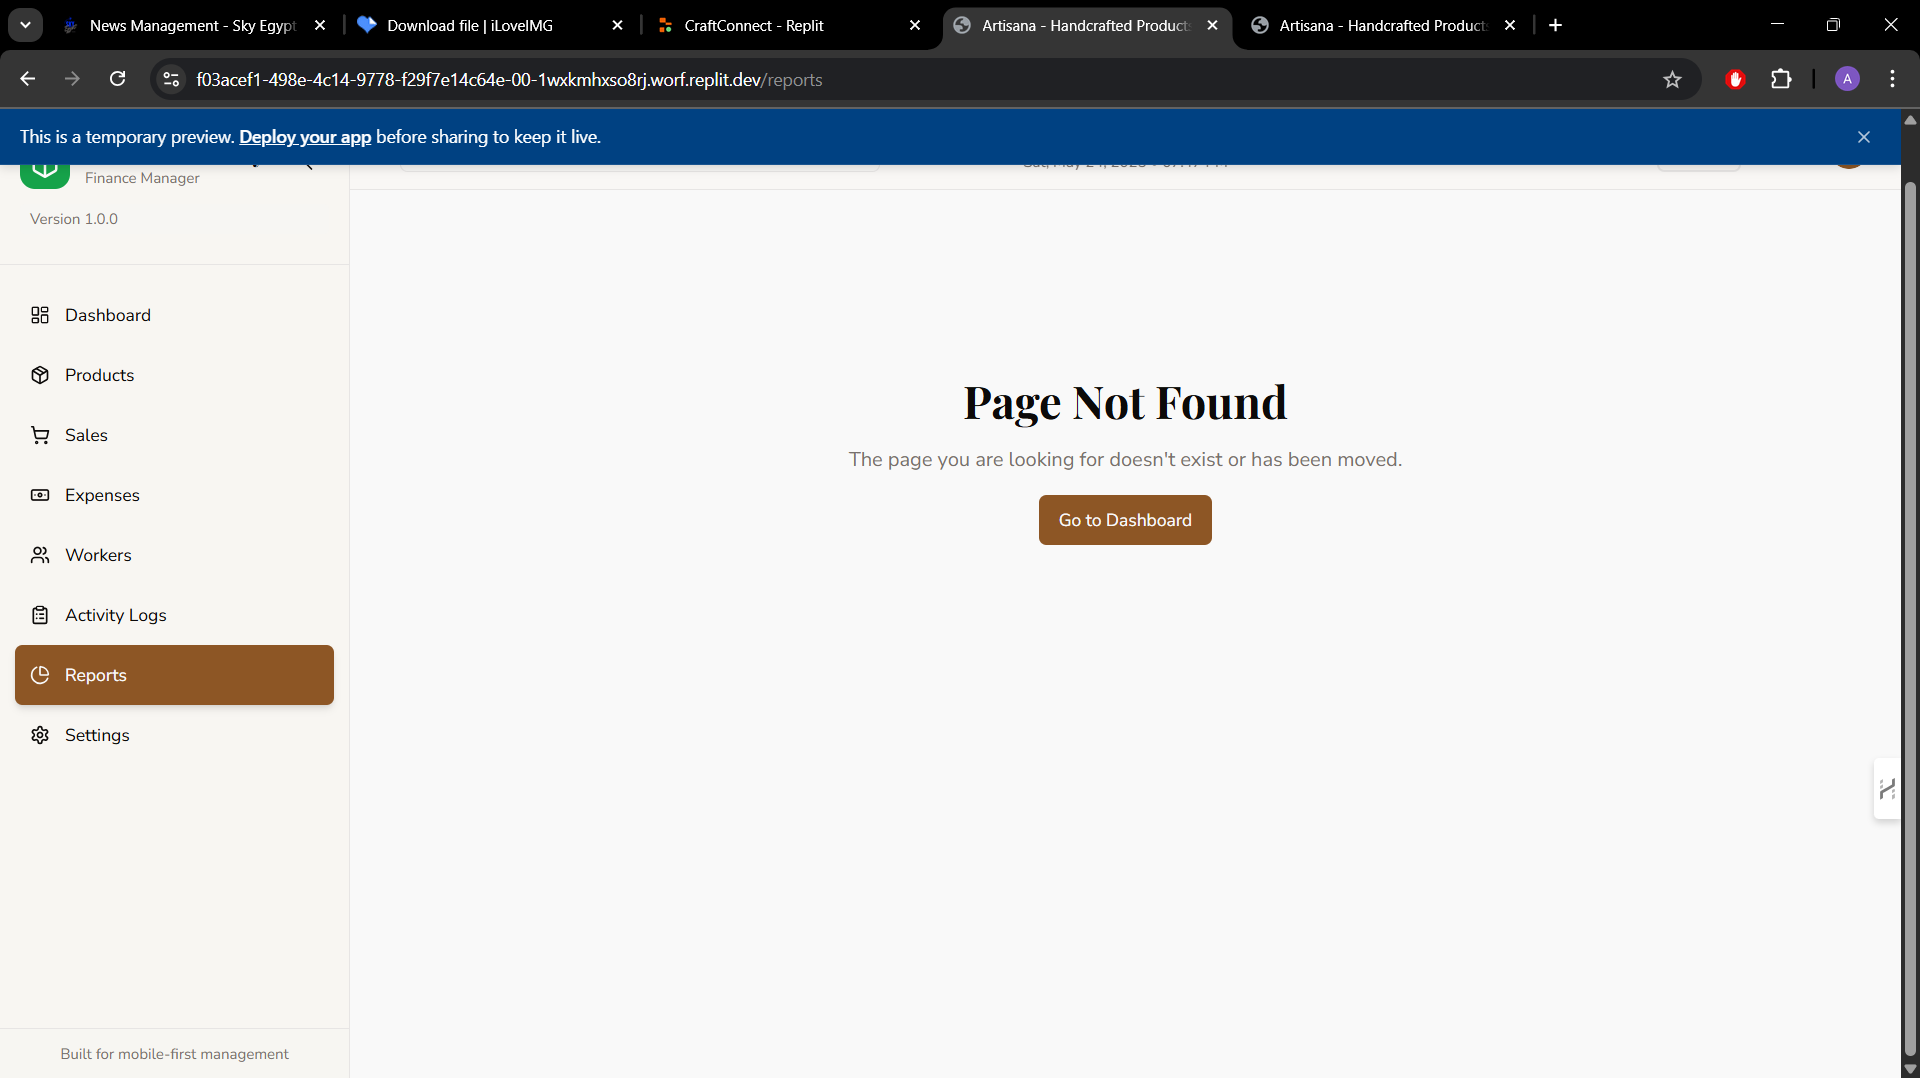 News Management - Sky Egypt
Download file | iLoveIMG
CraftConnect - Replit
Artisana - Handcrafted Products
Artisana - Handcrafted Products
f03acef1-498e-4c14-9778-f29f7e14c64e-00-1wxkmhxso8rj.worf.replit.dev/reports
A
This is a temporary preview. Deploy your app before sharing to keep it live.
Finance Manager
Version 1.0.0
Dashboard
Products
Sales
Expenses
Workers
Activity Logs
Reports
Settings
Page Not Found
The page you are looking for doesn't exist or has been moved.
Go to Dashboard
Built for mobile-first management